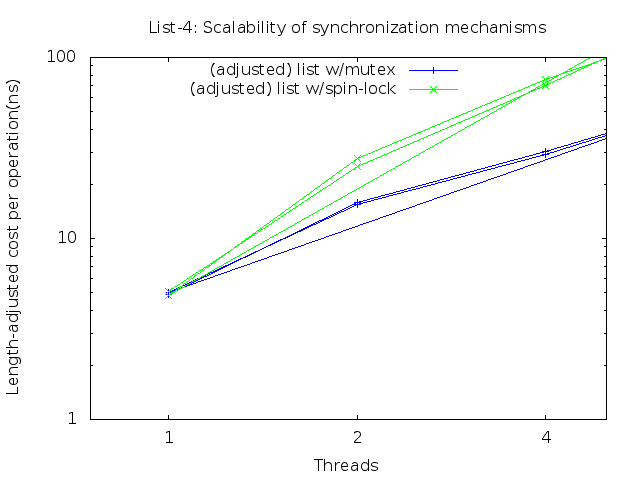 List-4: Scalability of synchronization mechanisms
(adjusted) list w/mutex
(adjusted) list w/spin-lock
Length-adjusted cost per operation(ns)
100
10
1
1 2 4
Threads